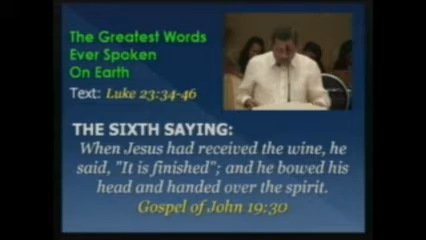 The Greatest Words
Ever Spoken
On Earth
Text: Luke 23:34-46
THE SIXTH SAYING:
When Jesus had received the wine, he
said, "It is finished"; and he bowed his
head and handed over the spirit.
Gospel of John 19:30